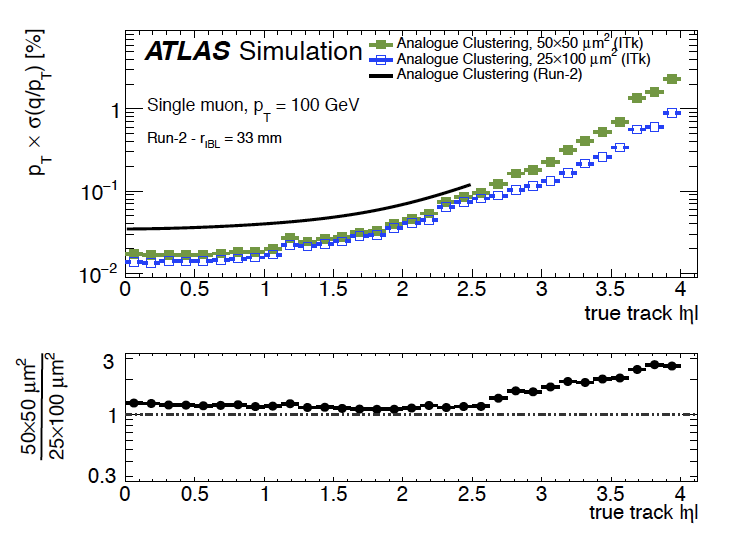 ATLAS Simulation
Analogue Clustering, 50×50 μm² (ITk)
Analogue Clustering, 25×100 μm² (ITk)
Analogue Clustering (Run-2)
Single muon, p_T = 100 GeV
Run-2 - r_IBL = 33 mm
p_T × σ(q/p_T) [%]
1
10⁻¹
10⁻²
0 0.5 1 1.5 2 2.5 3 3.5 4
true track |η|
50×50 μm²
25×100 μm²
3
1
0.3
0 0.5 1 1.5 2 2.5 3 3.5 4
true track |η|